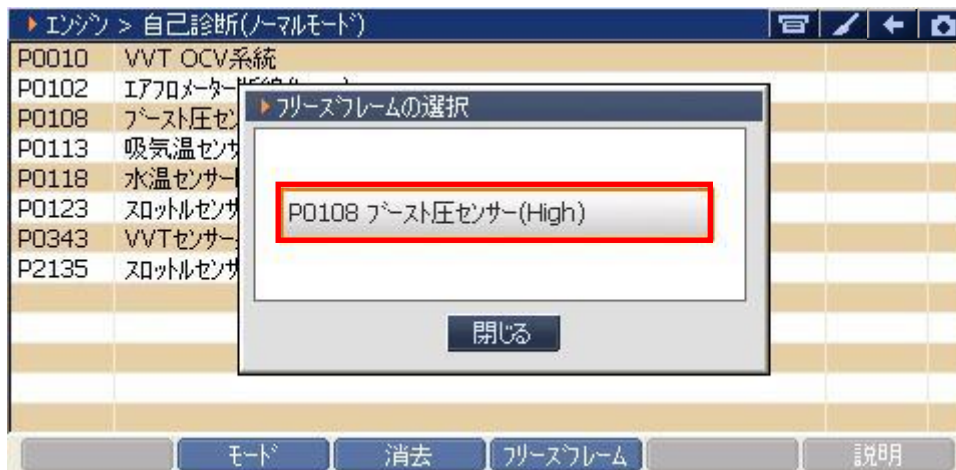 エンジン > 自己診断(ノーマルモード)
P0010 VVT OCV系統
P0102 エアフロメーター
P0108 ブースト圧セン
P0113 吸気温センサ
P0118 水温センサー
P0123 スロットルセンサ
P0343 VVTセンサー
P2135 スロットルセンサ
フリーズフレームの選択
P0108 ブースト圧センサー(High)
閉じる
モード 消去 フリーズフレーム 説明